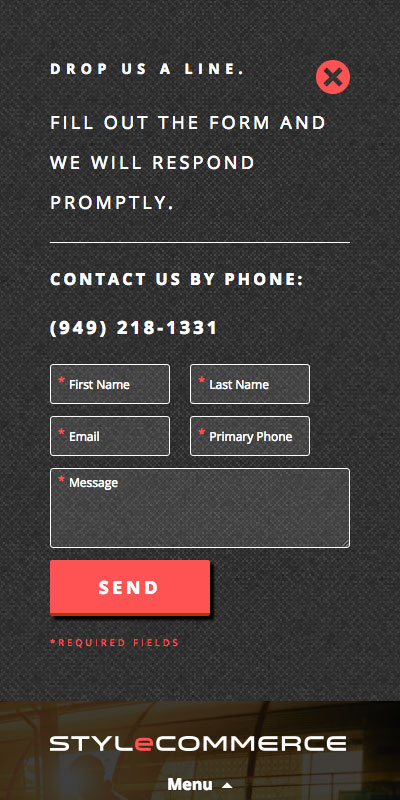 DROP US A LINE.
FILL OUT THE FORM AND
WE WILL RESPOND
PROMPTLY.
CONTACT US BY PHONE:
(949) 218-1331
* First Name
* Last Name
* Email
* Primary Phone
* Message
SEND
*REQUIRED FIELDS
STYLeCOMMERCE
Menu